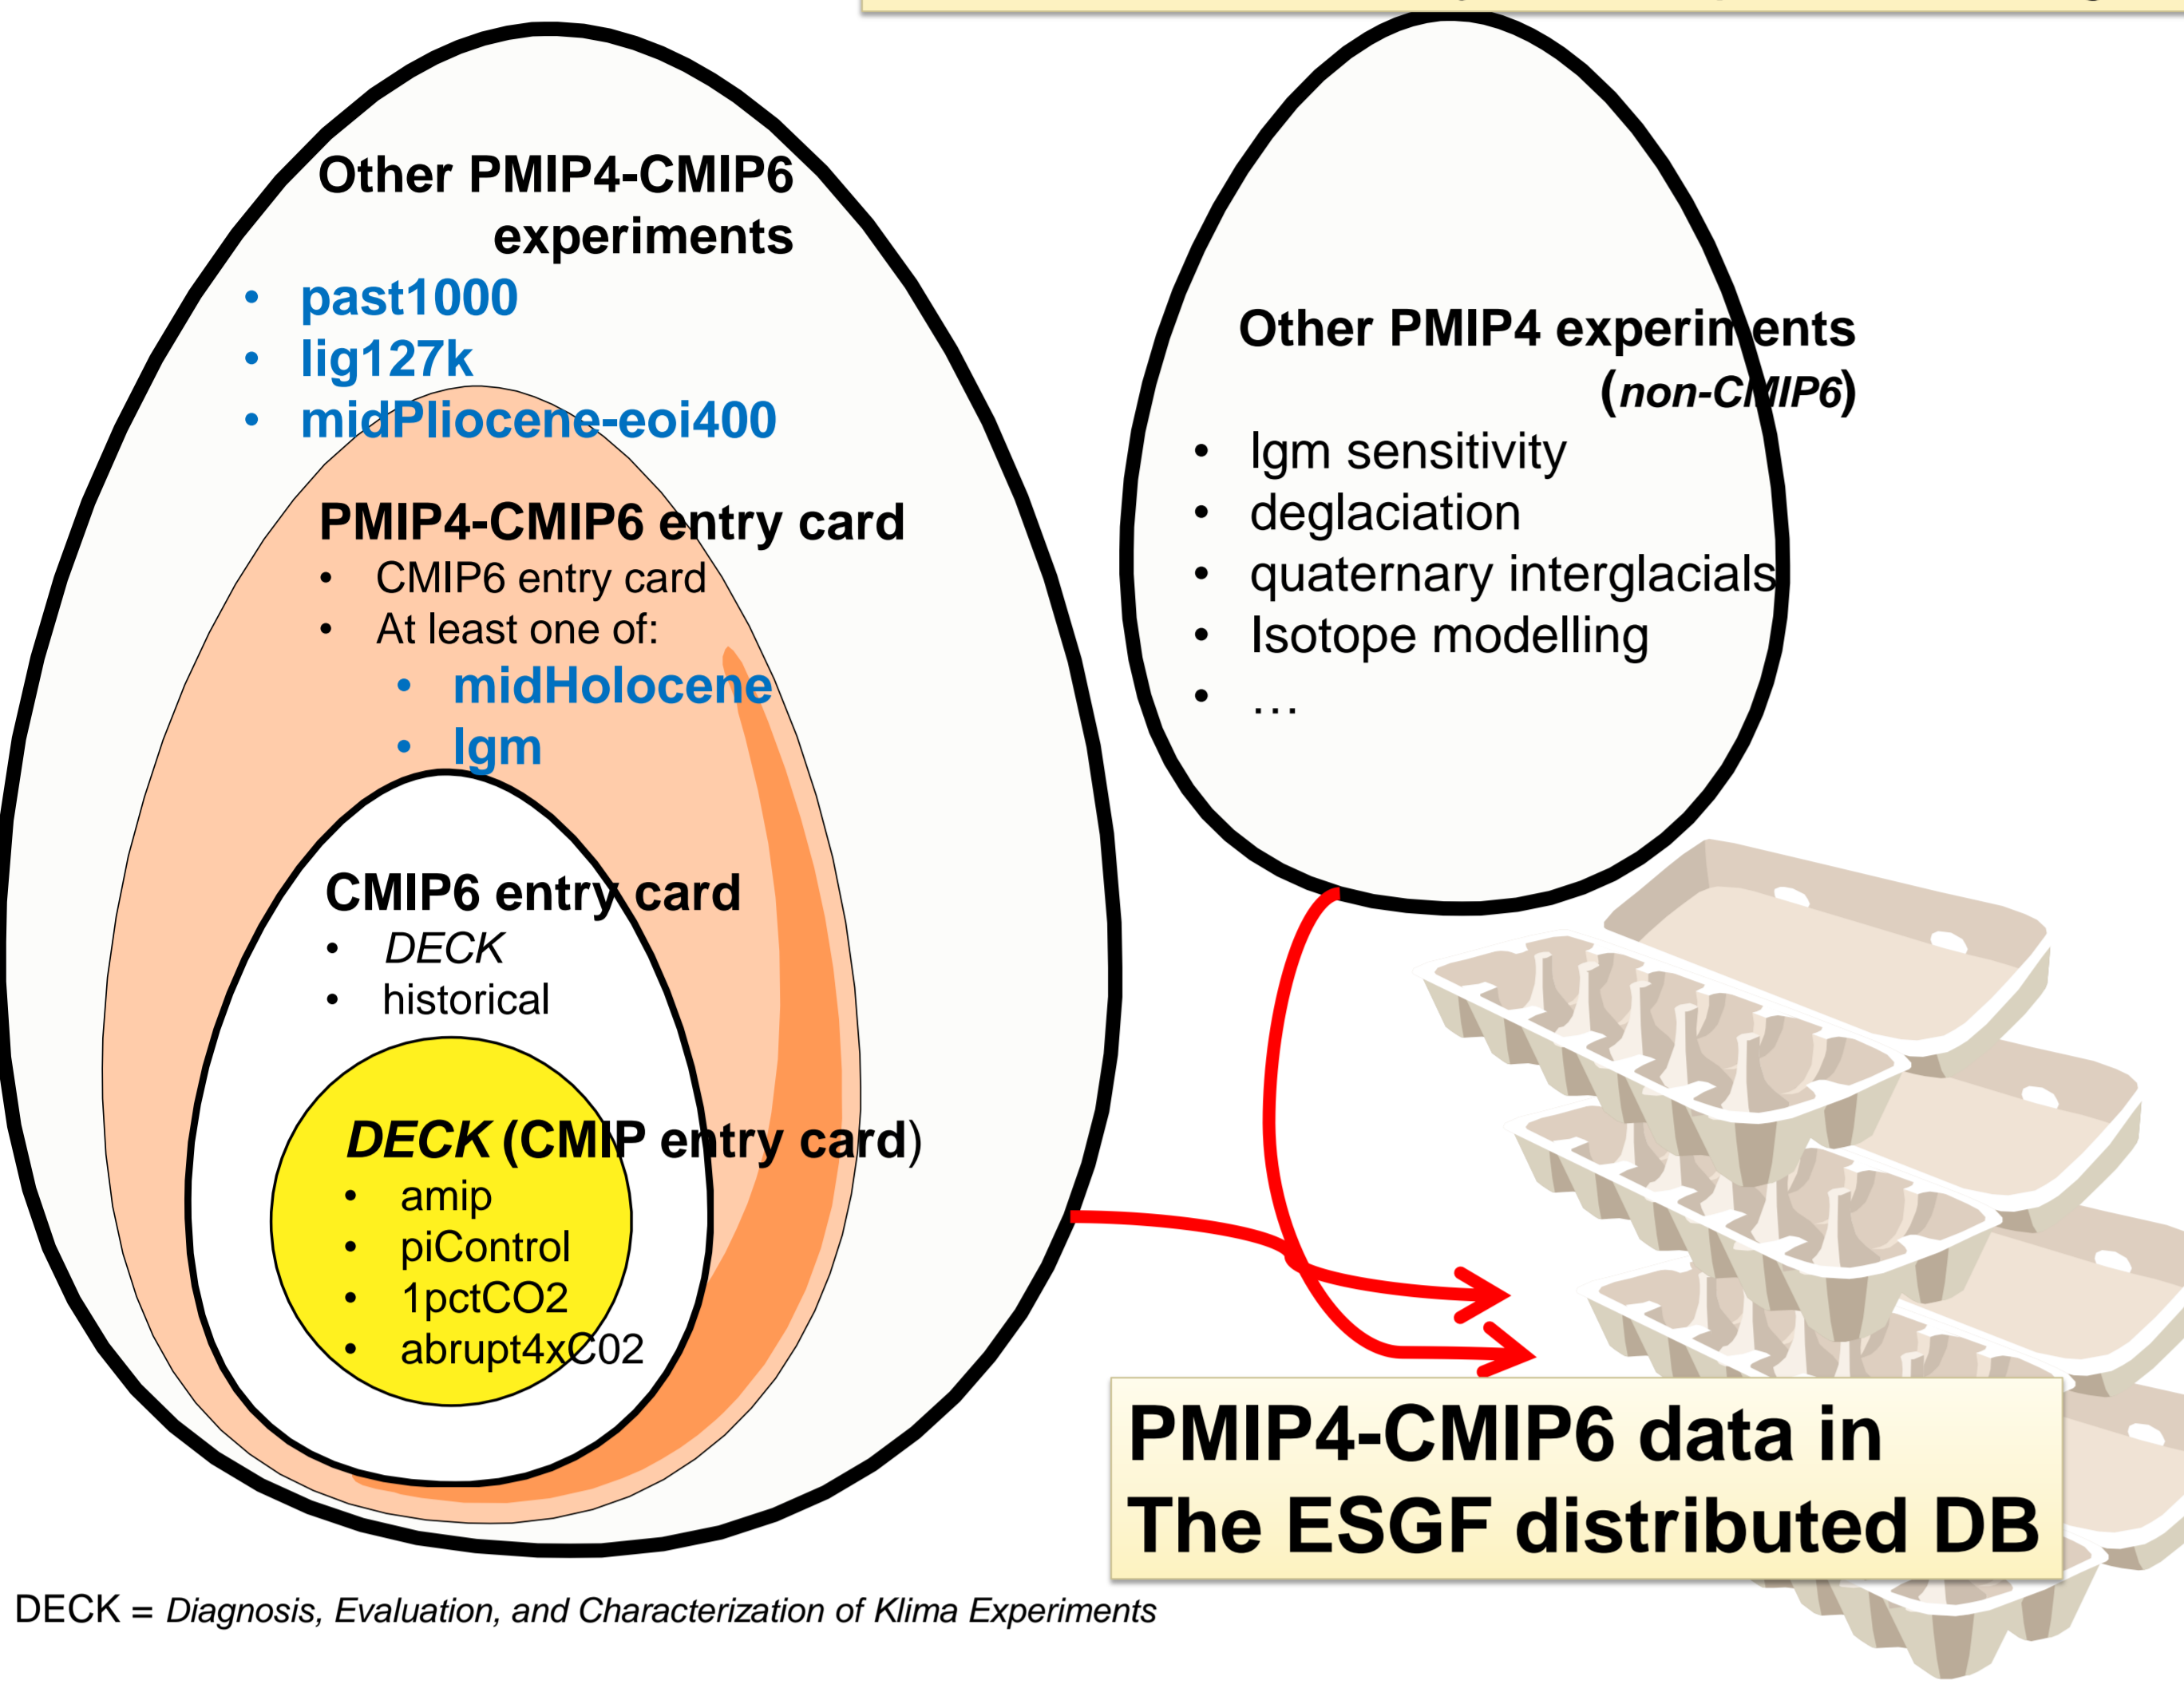 Other PMIP4-CMIP6
experiments
• past1000
• lig127k
• midPliocene-eoi400
PMIP4-CMIP6 entry card
• CMIP6 entry card
• At least one of:
• midHolocene
• lgm
CMIP6 entry card
• DECK
• historical
DECK (CMIP entry card)
• amip
• piControl
• 1pctCO2
• abrupt4xC02
Other PMIP4 experiments
(non-CMIP6)
• lgm sensitivity
• deglaciation
• quaternary interglacials
• Isotope modelling
• …
PMIP4-CMIP6 data in
The ESGF distributed DB
DECK = Diagnosis, Evaluation, and Characterization of Klima Experiments